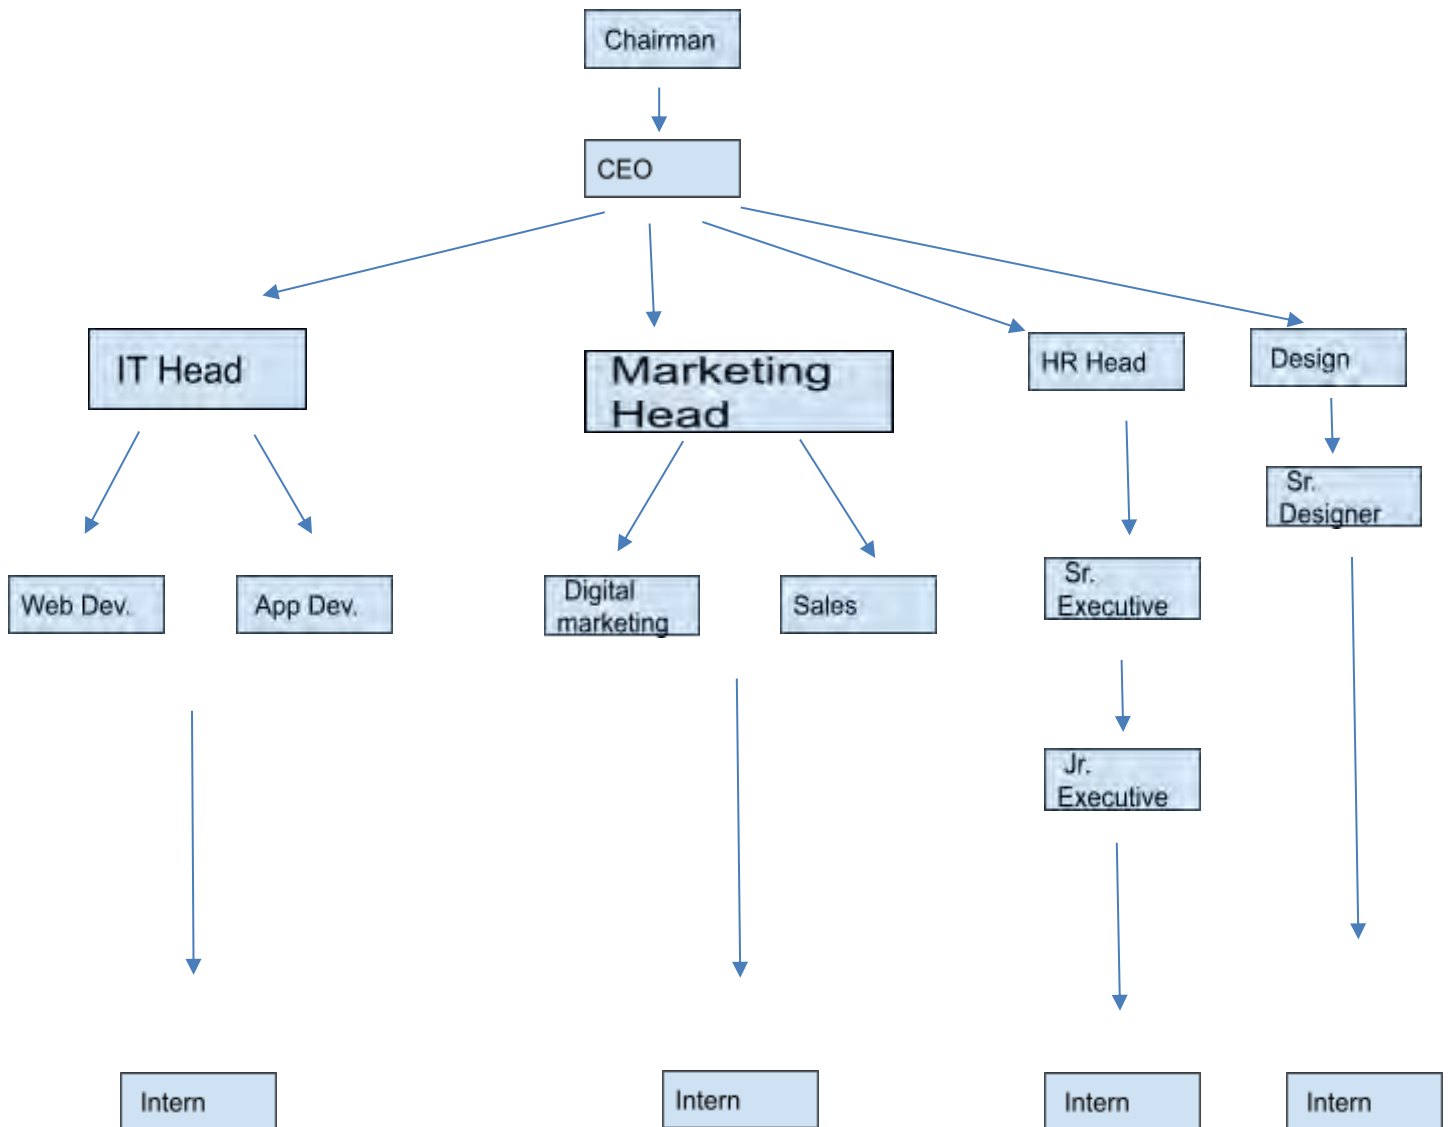 Chairman
CEO
IT Head
Marketing
Head
HR Head
Design
Sr.
Designer
Web Dev.
App Dev.
Digital
marketing
Sales
Sr.
Executive
Jr.
Executive
Intern
Intern
Intern
Intern